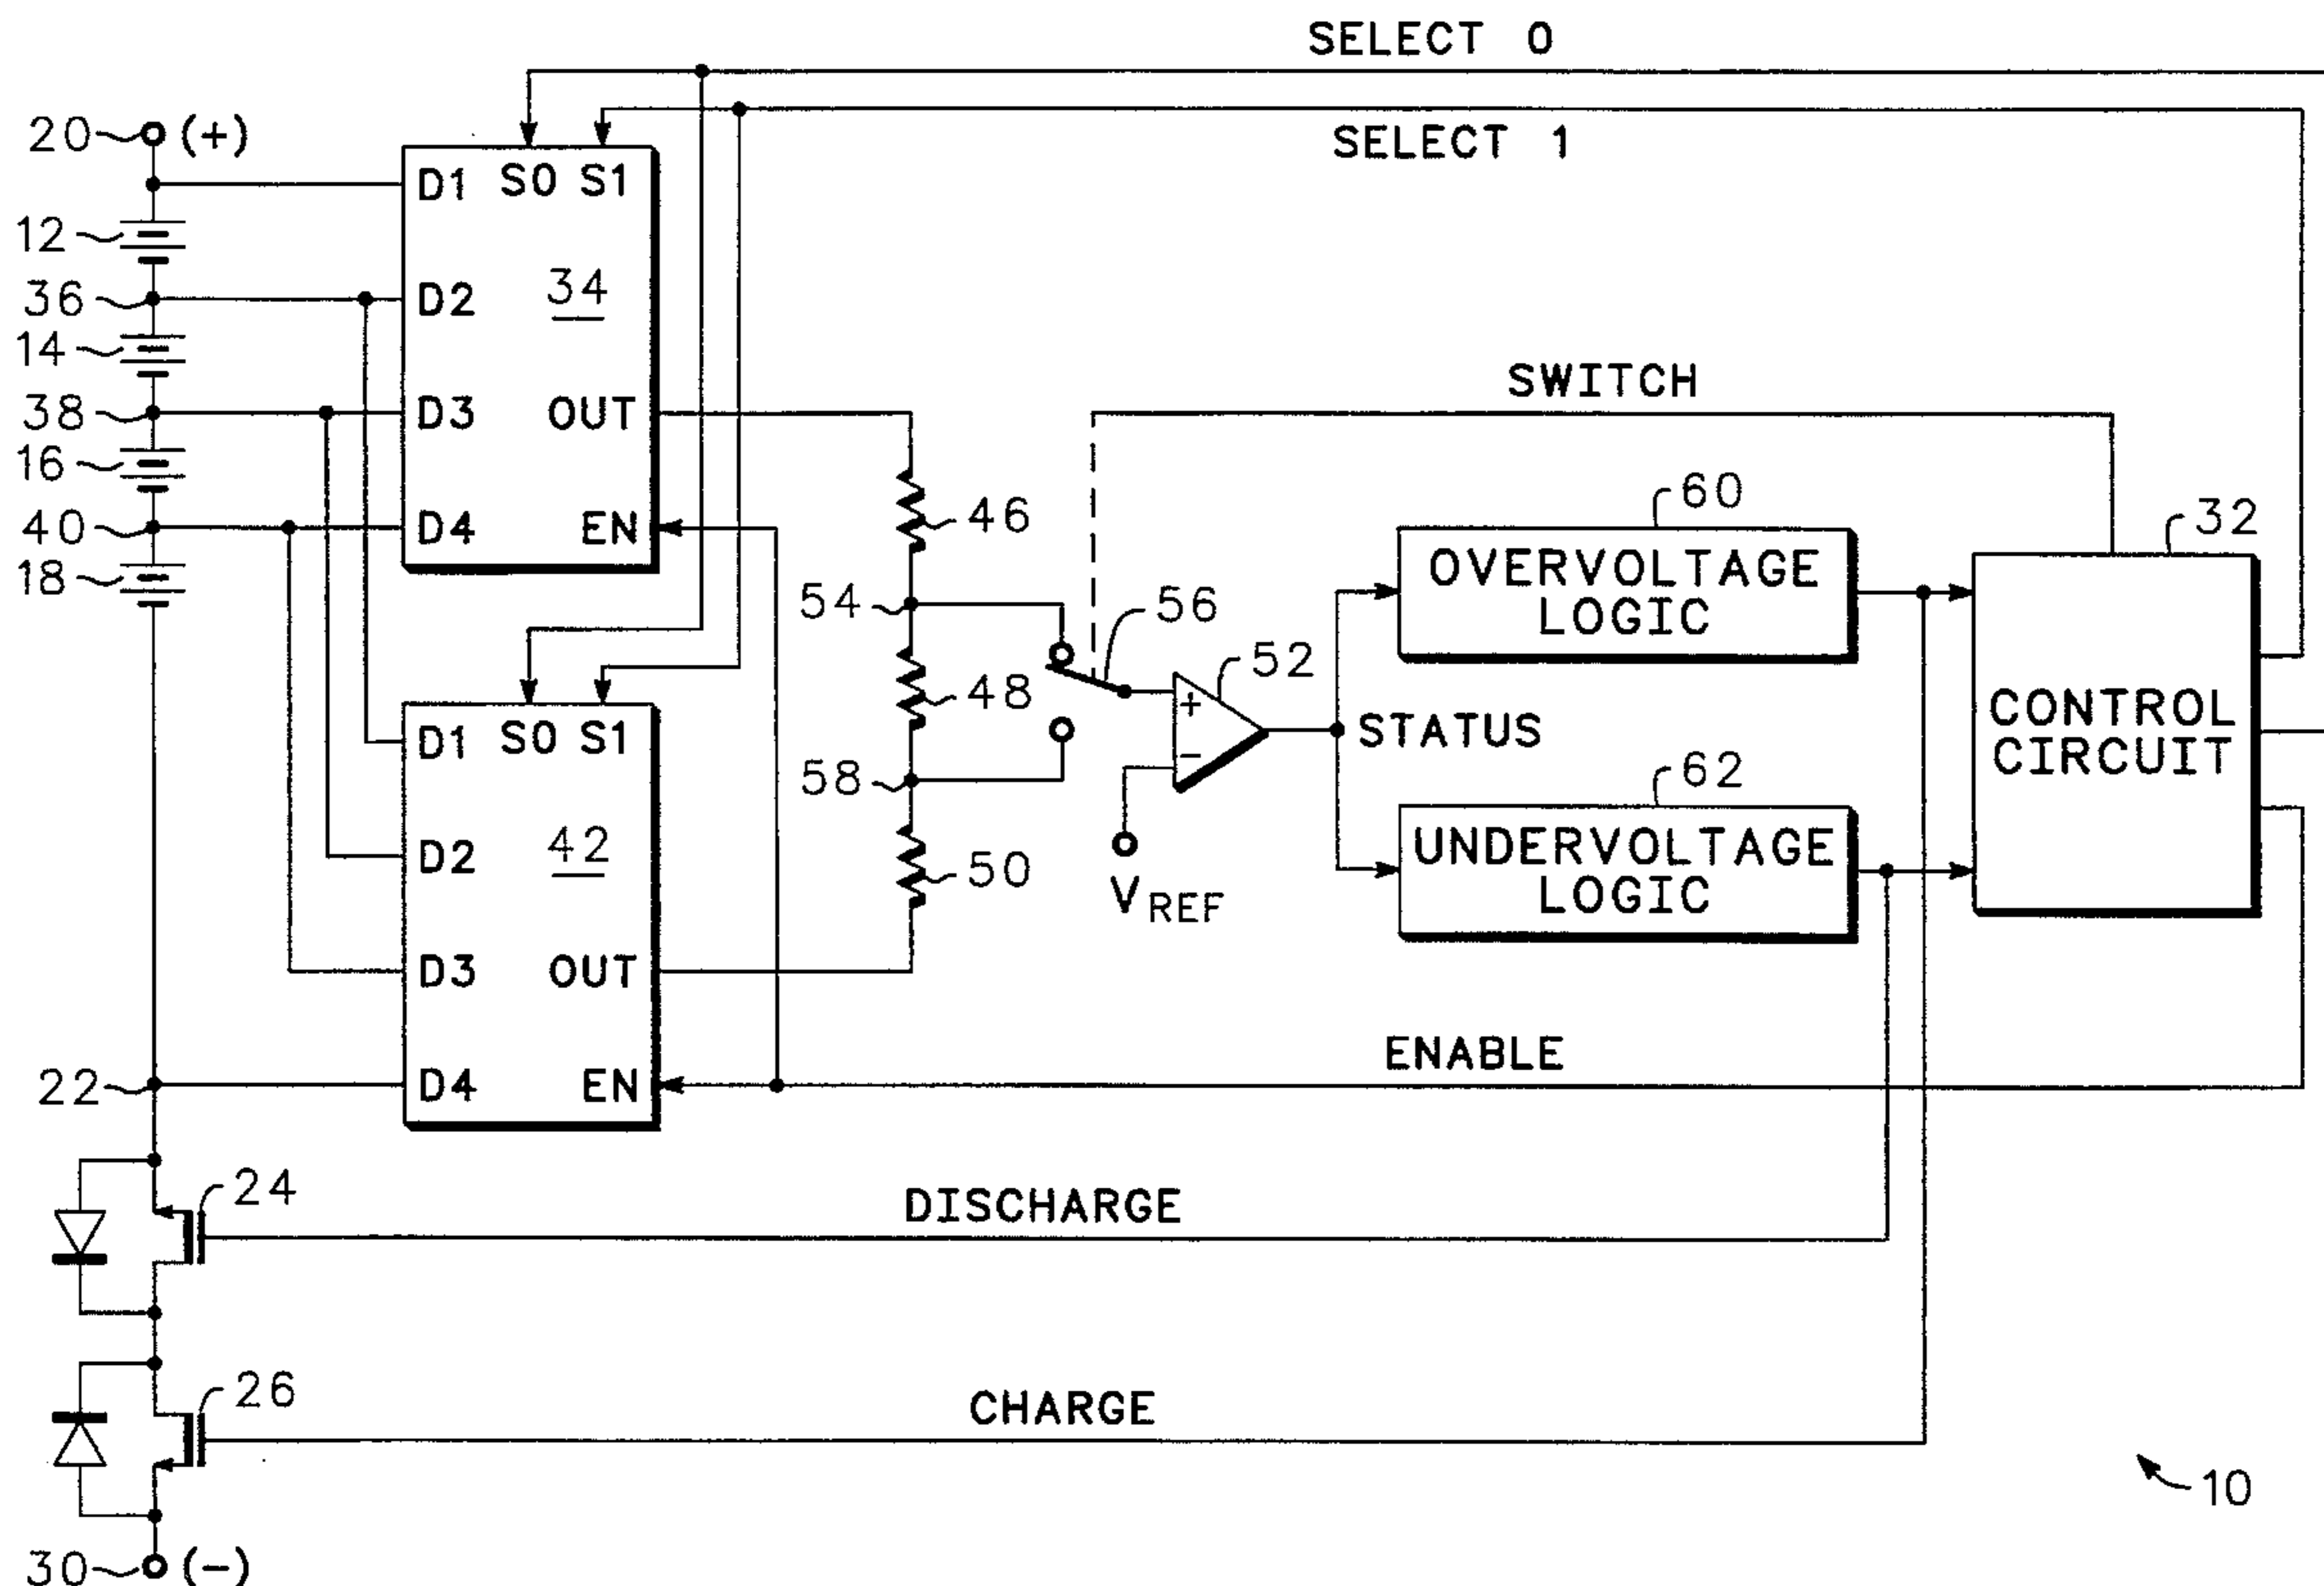 SELECT 0
SELECT 1
20 (+)
D1 S0 S1
12
36
D2 34
14
SWITCH
38
D3 OUT
16
46
60
32
40
D4 EN
OVERVOLTAGE
LOGIC
18
54
56
52
48
CONTROL
CIRCUIT
+
−
STATUS
D1 S0 S1
58
62
D2 42
50
VREF
UNDERVOLTAGE
LOGIC
D3 OUT
ENABLE
22
D4 EN
24
DISCHARGE
26
CHARGE
10
30 (−)